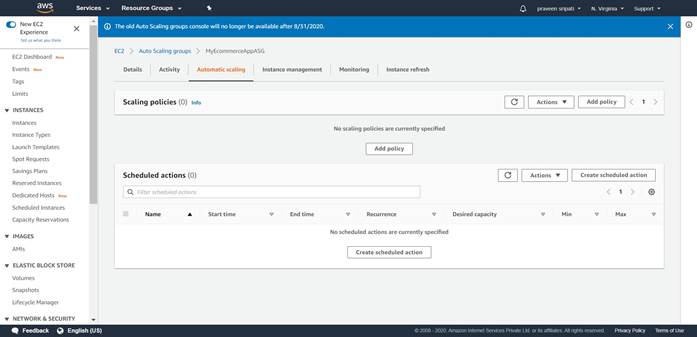 aws
Services
Resource Groups
praveen sripati
N. Virginia
Support
New EC2
Experience
Tell us what you think
The old Auto Scaling groups console will no longer be available after 8/31/2020.
EC2 Dashboard New
Events New
Tags
Limits
INSTANCES
Instances
Instance Types
Launch Templates
Spot Requests
Savings Plans
Reserved Instances
Dedicated Hosts New
Scheduled Instances
Capacity Reservations
IMAGES
AMIs
ELASTIC BLOCK STORE
Volumes
Snapshots
Lifecycle Manager
NETWORK & SECURITY
EC2 > Auto Scaling groups > MyEcommerceAppASG
Details
Activity
Automatic scaling
Instance management
Monitoring
Instance refresh
Scaling policies (0) Info
Actions
Add policy
1
No scaling policies are currently specified
Add policy
Scheduled actions (0)
Actions
Create scheduled action
Filter scheduled actions
1
Name
Start time
End time
Recurrence
Desired capacity
Min
Max
No scheduled actions are currently specified
Create scheduled action
Feedback
English (US)
© 2008 - 2020, Amazon Internet Services Private Ltd. or its affiliates. All rights reserved.
Privacy Policy
Terms of Use